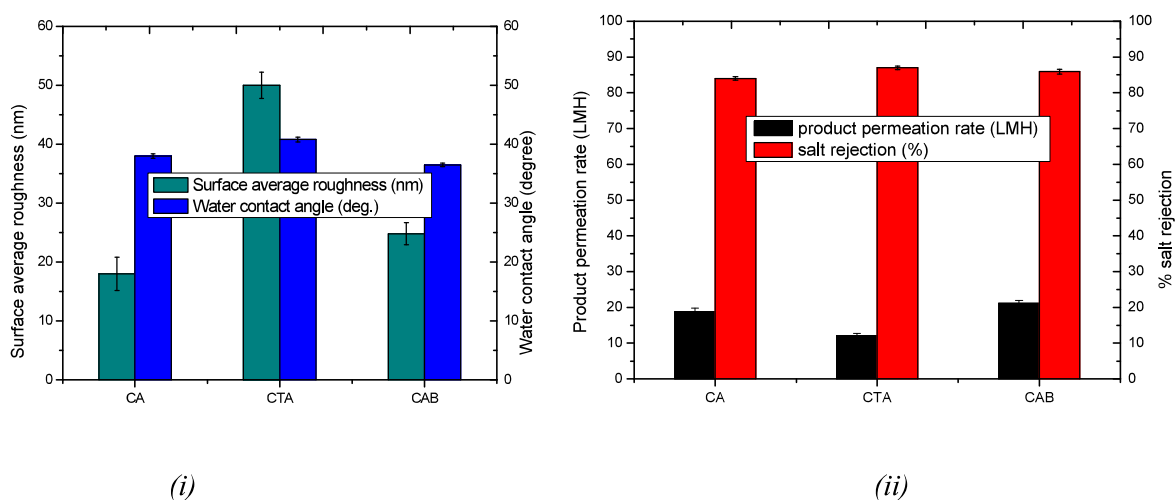 60
50
40
30
20
10
0
Surface average roughness (nm)
60
50
40
30
20
10
0
Water contact angle (degree)
Surface average roughness (nm)
Water contact angle (deg.)
CA
CTA
CAB
(i)
100
90
80
70
60
50
40
30
20
10
0
Product permeation rate (LMH)
100
90
80
70
60
50
40
30
20
10
0
% salt rejection
product permeation rate (LMH)
salt rejection (%)
CA
CTA
CAB
(ii)